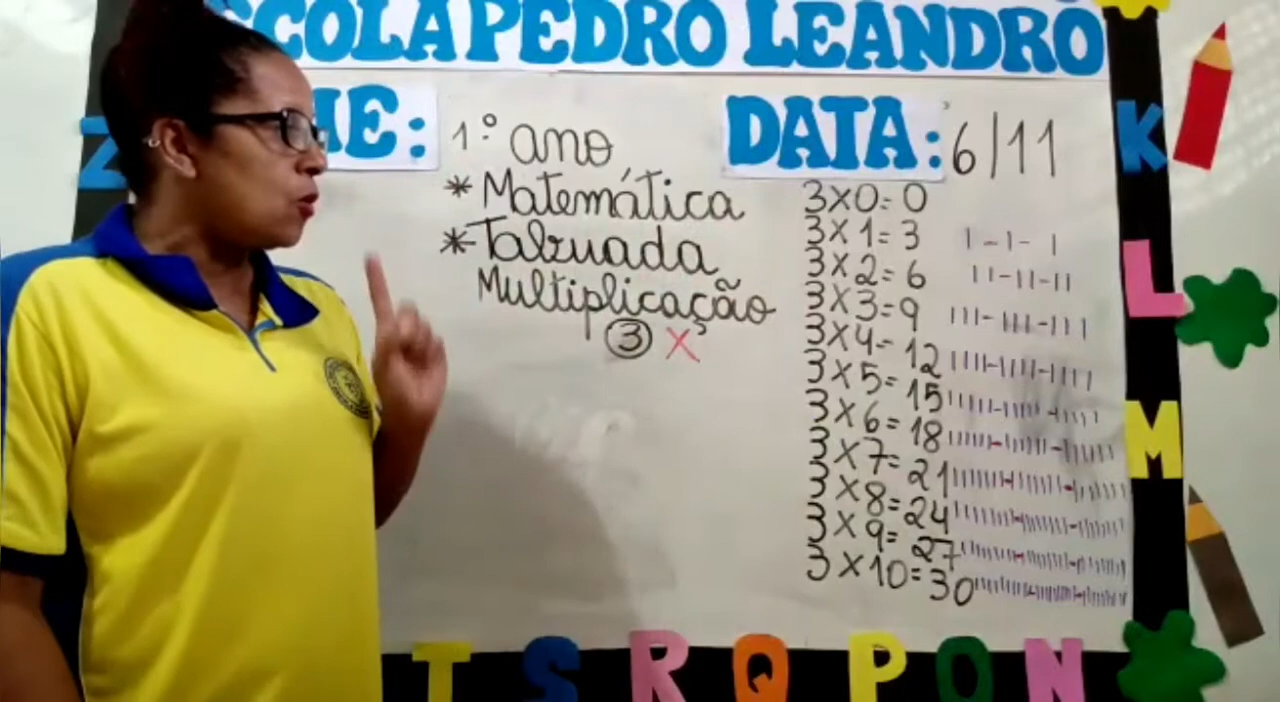 COLA PEDRO LEANDRO
ME: 1º ano
DATA: 6/11
* Matemática
* Tabuada
Multiplicação
3 X
3X0=0
3X1=3
3X2=6
3X3=9
3X4=12
3X5=15
3X6=18
3X7=21
3X8=24
3X9=27
3X10=30
Z
K
L
M
T S R Q P O N